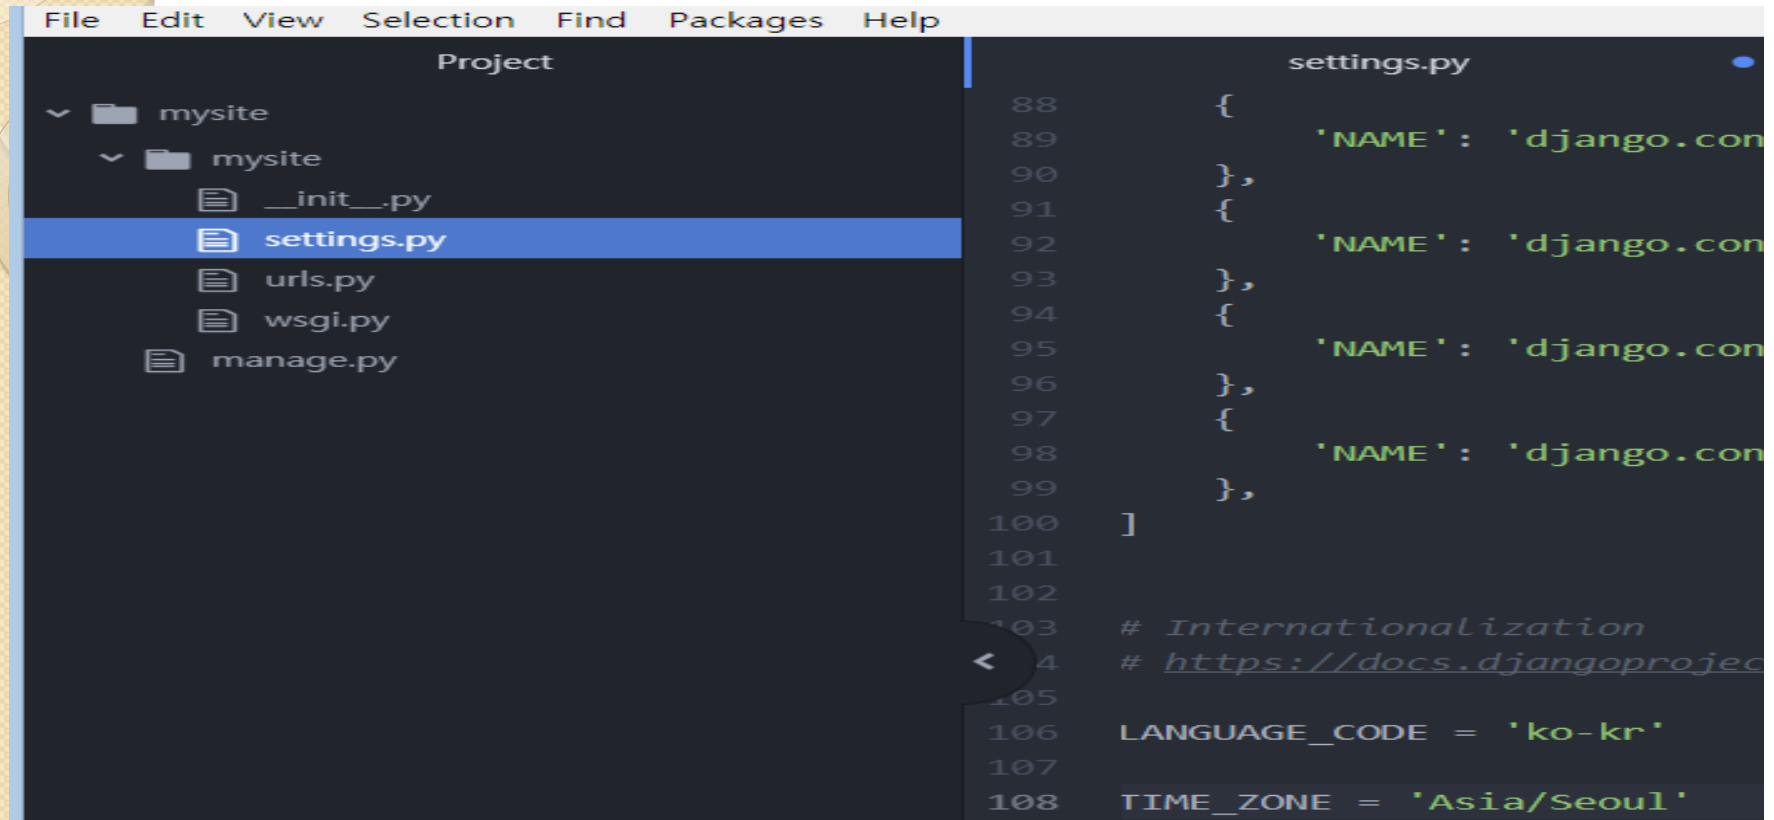 File Edit View Selection Find Packages Help
Project
mysite
mysite
__init__.py
settings.py
urls.py
wsgi.py
manage.py
settings.py
88 {
89 'NAME': 'django.con
90 },
91 {
92 'NAME': 'django.con
93 },
94 {
95 'NAME': 'django.con
96 },
97 {
98 'NAME': 'django.con
99 },
100 ]
101
102
103 # Internationalization
4 # https://docs.djangoprojec
105
106 LANGUAGE_CODE = 'ko-kr'
107
108 TIME_ZONE = 'Asia/Seoul'